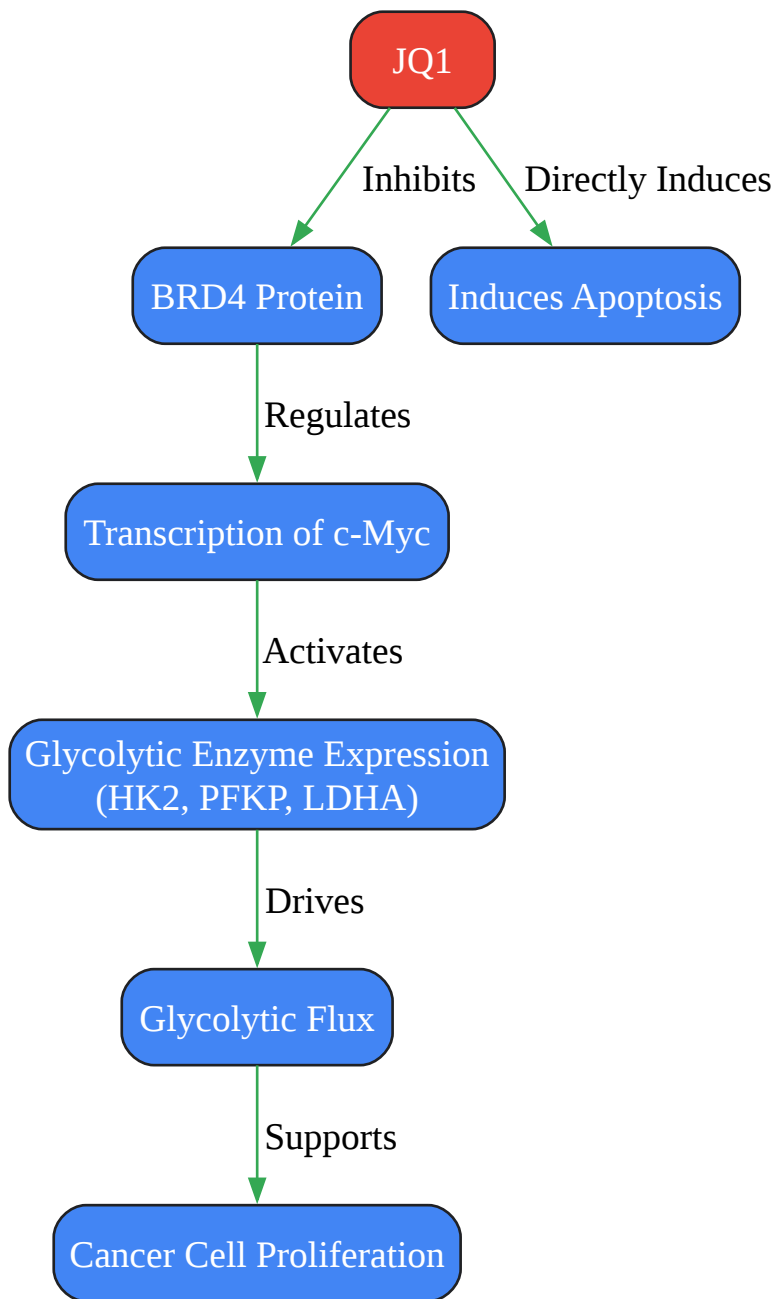 JQ1
Inhibits
Directly Induces
BRD4 Protein
Induces Apoptosis
Regulates
Transcription of c-Myc
Activates
Glycolytic Enzyme Expression
(HK2, PFKP, LDHA)
Drives
Glycolytic Flux
Supports
Cancer Cell Proliferation